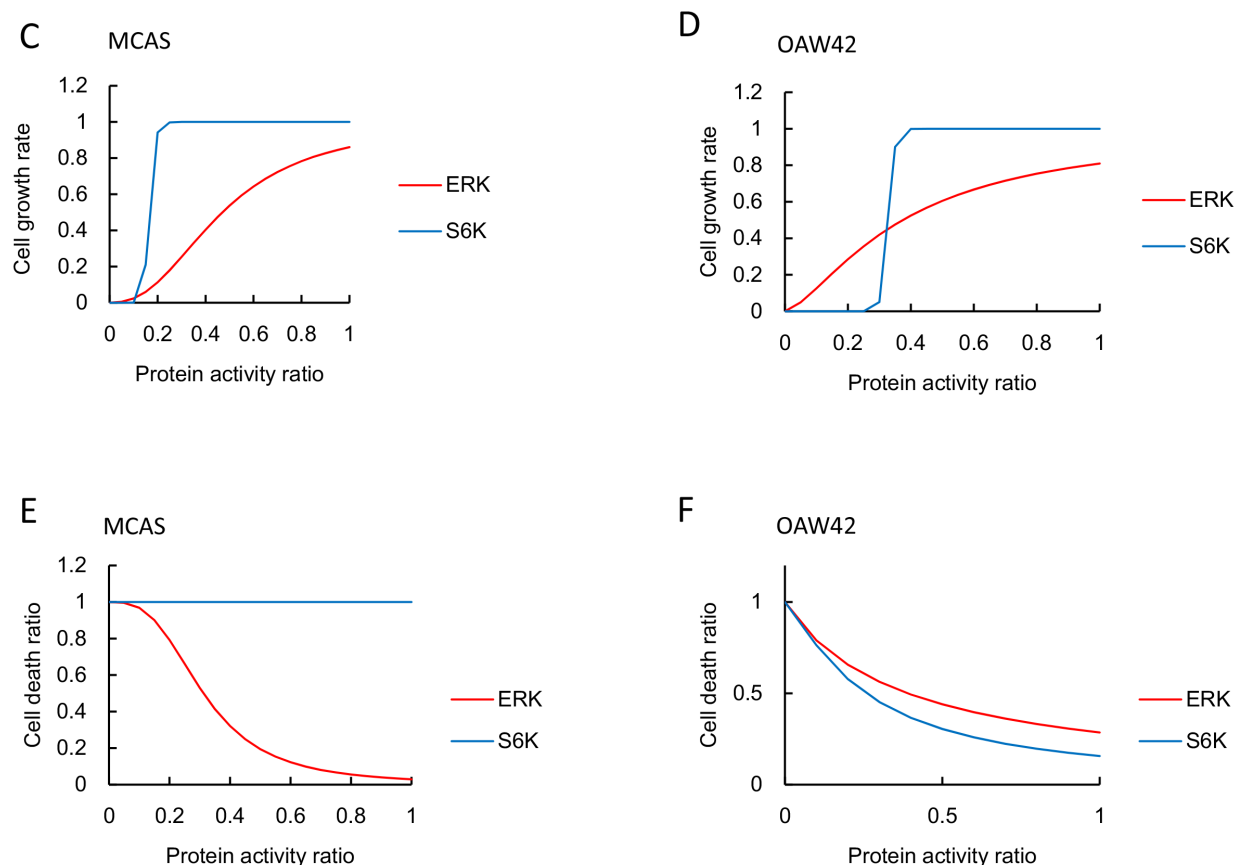 C
MCAS
Cell growth rate
1.2
1
0.8
0.6
0.4
0.2
0
0 0.2 0.4 0.6 0.8 1
Protein activity ratio
ERK
S6K
D
OAW42
Cell growth rate
1.2
1
0.8
0.6
0.4
0.2
0
0 0.2 0.4 0.6 0.8 1
Protein activity ratio
ERK
S6K
E
MCAS
Cell death ratio
1.2
1
0.8
0.6
0.4
0.2
0
0 0.2 0.4 0.6 0.8 1
Protein activity ratio
ERK
S6K
F
OAW42
Cell death ratio
1
0.5
0
0 0.5 1
Protein activity ratio
ERK
S6K